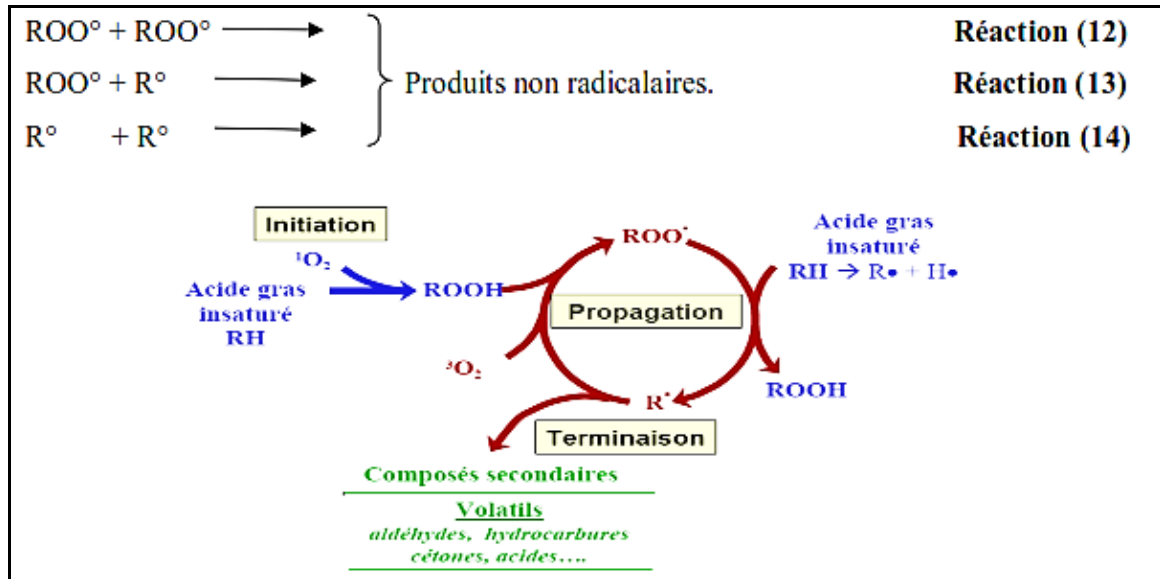 ROO° + ROO° ⟶ Réaction (12)
ROO° + R° ⟶ Produits non radicalaires. Réaction (13)
R° + R° ⟶ Réaction (14)
Initiation
¹O₂
Acide gras
insaturé
RH
ROOH
ROO•
Acide gras
insaturé
RH → R• + H•
Propagation
³O₂
R•
ROOH
Terminaison
Composés secondaires
Volatils
aldéhydes, hydrocarbures
cétones, acides....